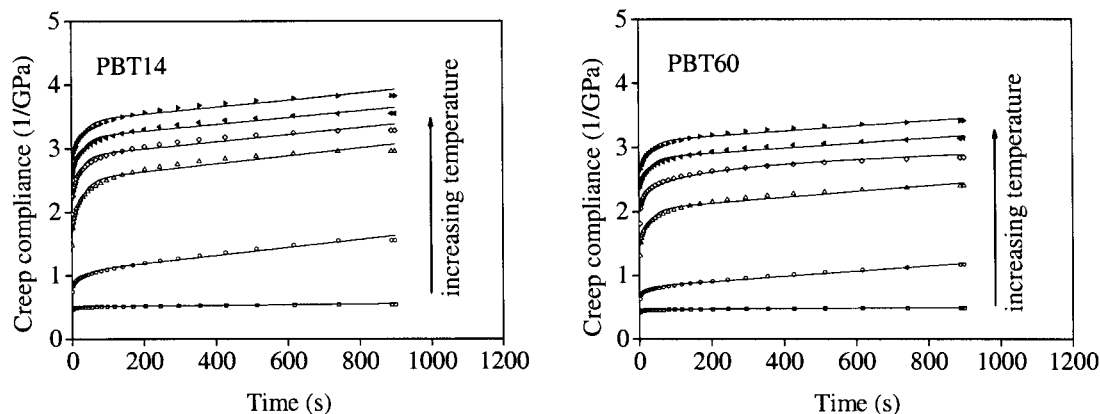 PBT14
Creep compliance (1/GPa)
5
4
3
2
1
0
0 200 400 600 800 1000 1200
Time (s)
increasing temperature
PBT60
Creep compliance (1/GPa)
5
4
3
2
1
0
0 200 400 600 800 1000 1200
Time (s)
increasing temperature